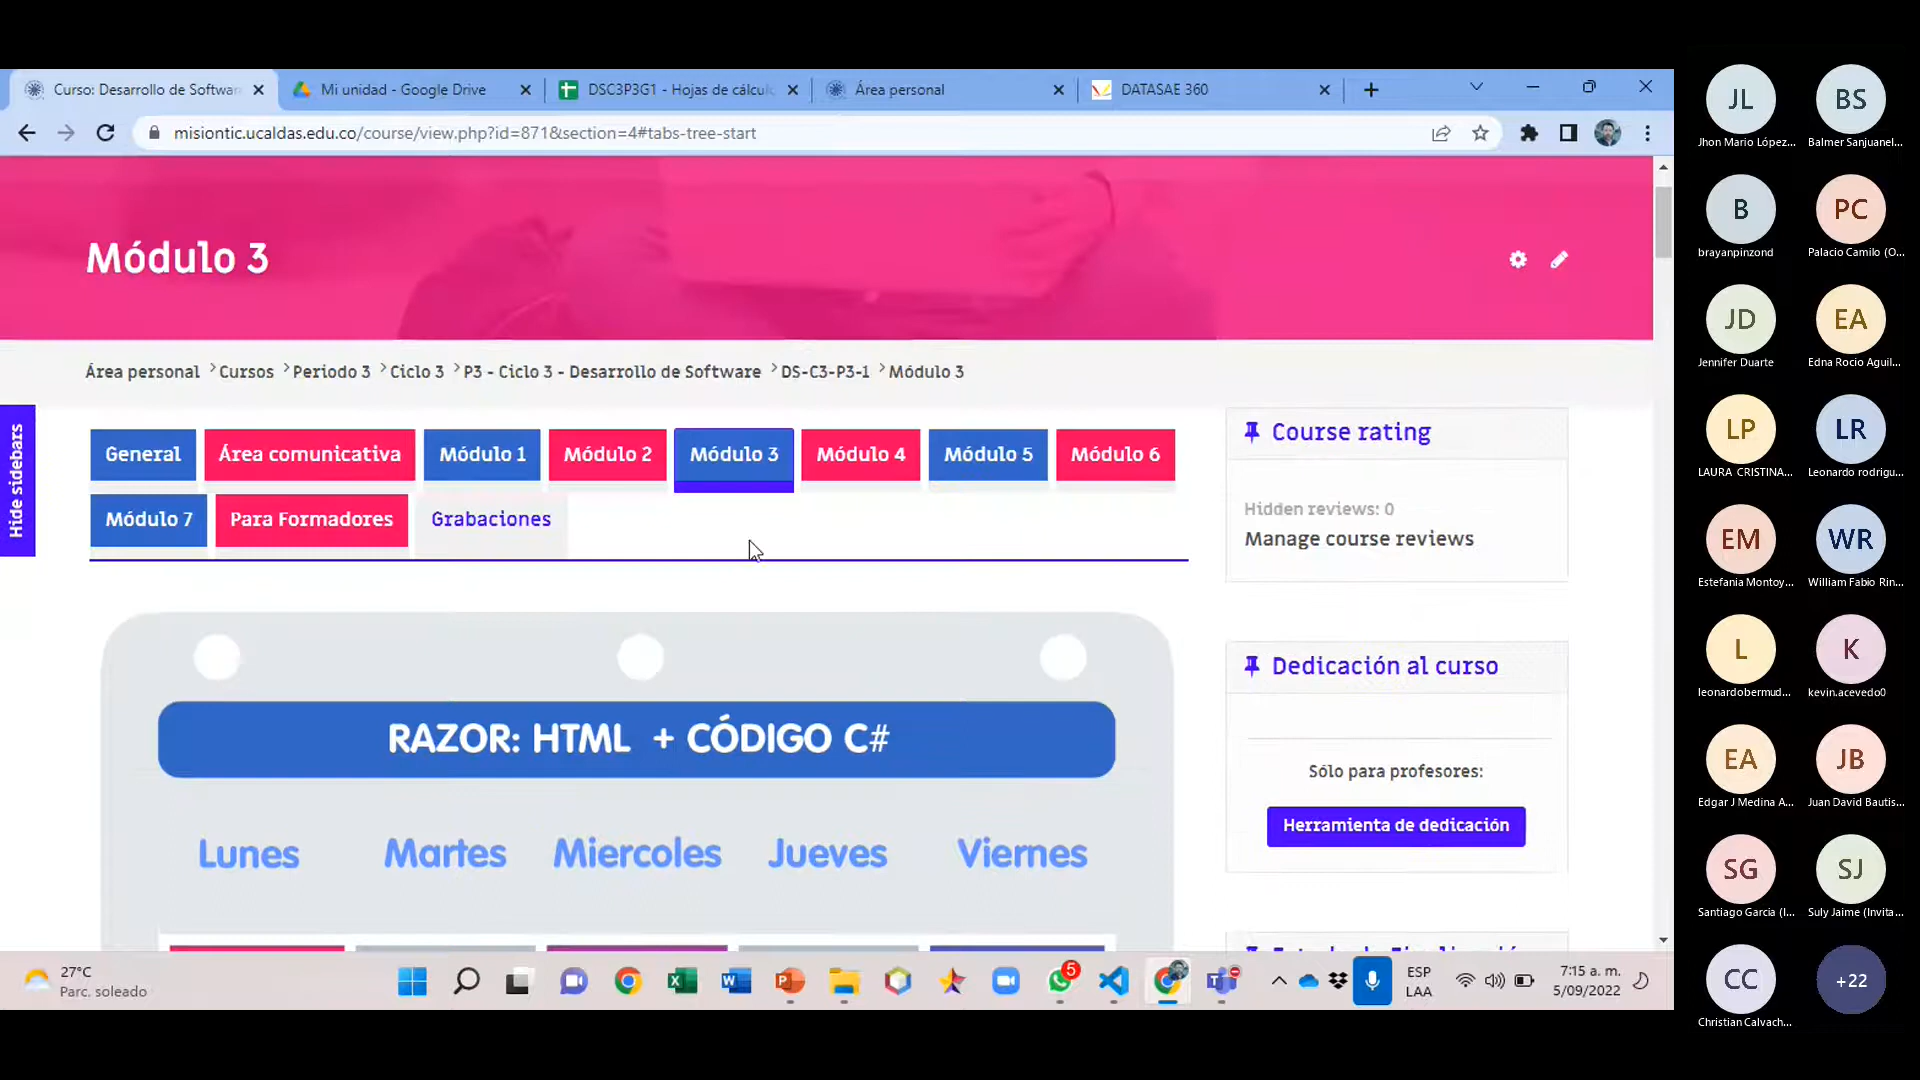 Curso: Desarrollo de Softwar
Mi unidad - Google Drive
DSC3P3G1 - Hojas de cálcul
Área personal
DATASAE 360
misiontic.ucaldas.edu.co/course/view.php?id=871&section=4#tabs-tree-start
Módulo 3
Área personal > Cursos > Periodo 3 > Ciclo 3 > P3 - Ciclo 3 - Desarrollo de Software > DS-C3-P3-1 > Módulo 3
Hide sidebars
General
Área comunicativa
Módulo 1
Módulo 2
Módulo 3
Módulo 4
Módulo 5
Módulo 6
Módulo 7
Para Formadores
Grabaciones
Course rating
Hidden reviews: 0
Manage course reviews
Dedicación al curso
Sólo para profesores:
Herramienta de dedicación
RAZOR: HTML + CÓDIGO C#
Lunes
Martes
Miercoles
Jueves
Viernes
27°C
Parc. soleado
5
ESP
LAA
7:15 a. m.
5/09/2022
JL
Jhon Mario López...
BS
Balmer Sanjuanel...
B
brayanpinzond
PC
Palacio Camilo (O...
JD
Jennifer Duarte
EA
Edna Rocio Aguil...
LP
LAURA CRISTINA...
LR
Leonardo rodrigu...
EM
Estefania Montoy...
WR
William Fabio Rin...
L
leonardobermud...
K
kevin.acevedo0
EA
Edgar J Medina A...
JB
Juan David Bautis...
SG
Santiago Garcia (I...
SJ
Suly Jaime (Invita...
CC
Christian Calvach...
+22